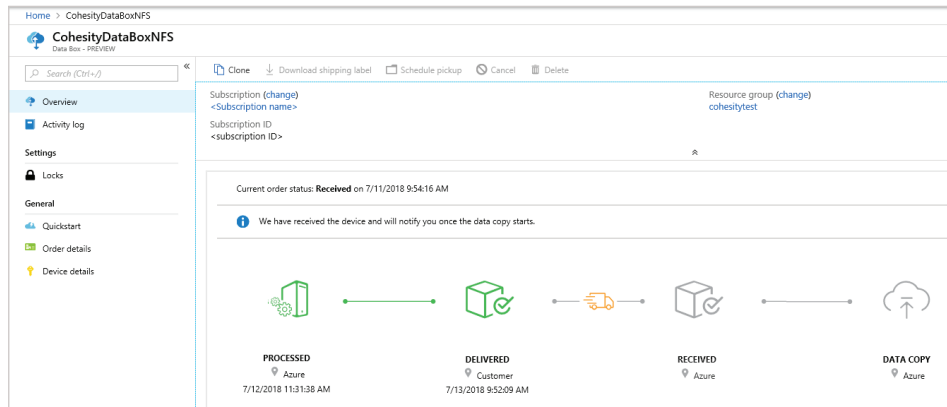 Home > CohesityDataBoxNFS
CohesityDataBoxNFS
Data Box - PREVIEW
Search (Ctrl+/)
«
Overview
Activity log
Settings
Locks
General
Quickstart
Order details
Device details
Clone Download shipping label Schedule pickup Cancel Delete
Subscription (change) Resource group (change)
<Subscription name> cohesitytest
Subscription ID
<subscription ID>
Current order status: Received on 7/11/2018 9:54:16 AM
We have received the device and will notify you once the data copy starts.
PROCESSED DELIVERED RECEIVED DATA COPY
Azure Customer Azure Azure
7/12/2018 11:31:38 AM 7/13/2018 9:52:09 AM